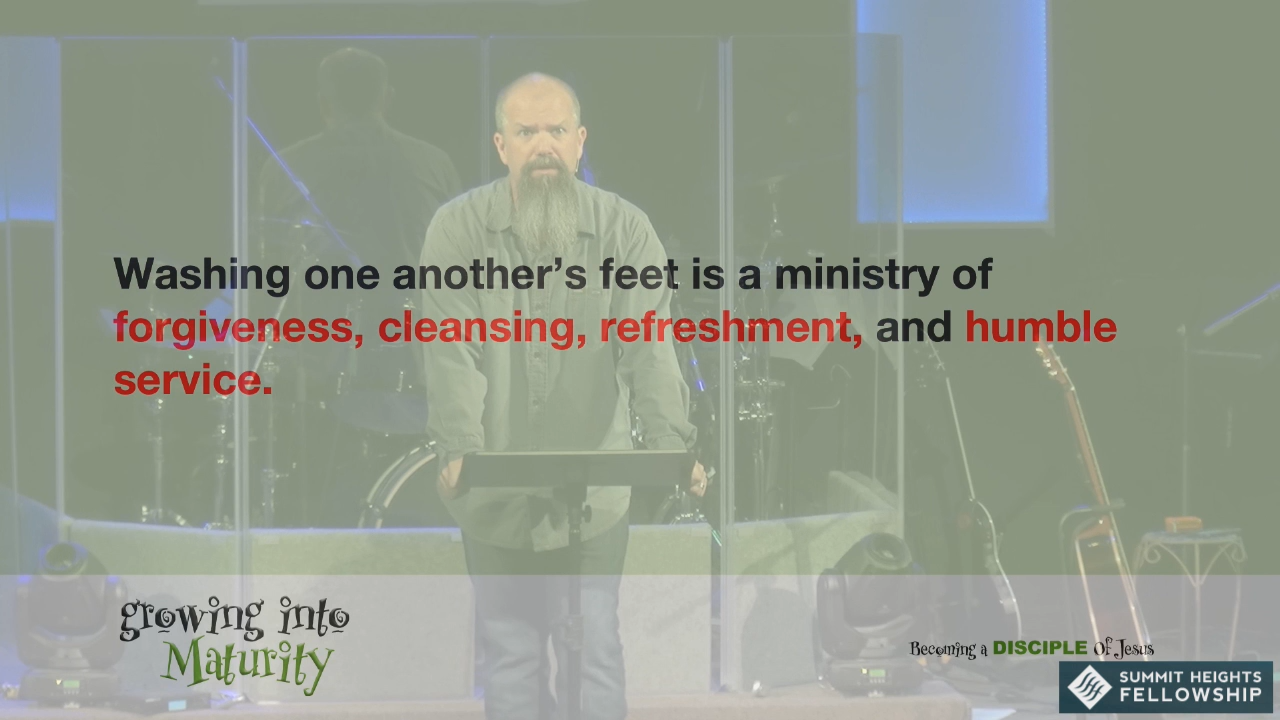 Washing one another’s feet is a ministry of
forgiveness, cleansing, refreshment, and humble
service.
growing into
Maturity
Becoming a DISCIPLE Of Jesus
SUMMIT HEIGHTS
FELLOWSHIP